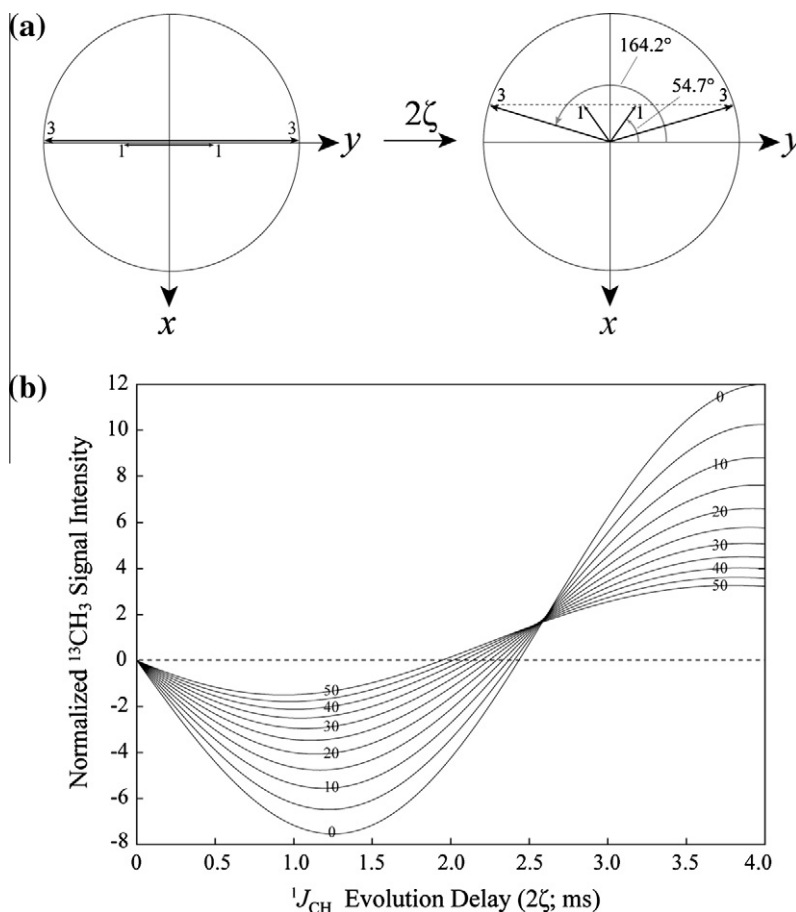 (a)
3 3
1 1
y
x
2ζ
164.2°
54.7°
3 3
1 1
y
x
(b)
Normalized ¹³CH₃ Signal Intensity
12
10
8
6
4
2
0
-2
-4
-6
-8
0
10
20
30
40
50
50
40
30
20
10
0
0 0.5 1.0 1.5 2.0 2.5 3.0 3.5 4.0
¹J_CH Evolution Delay (2ζ; ms)